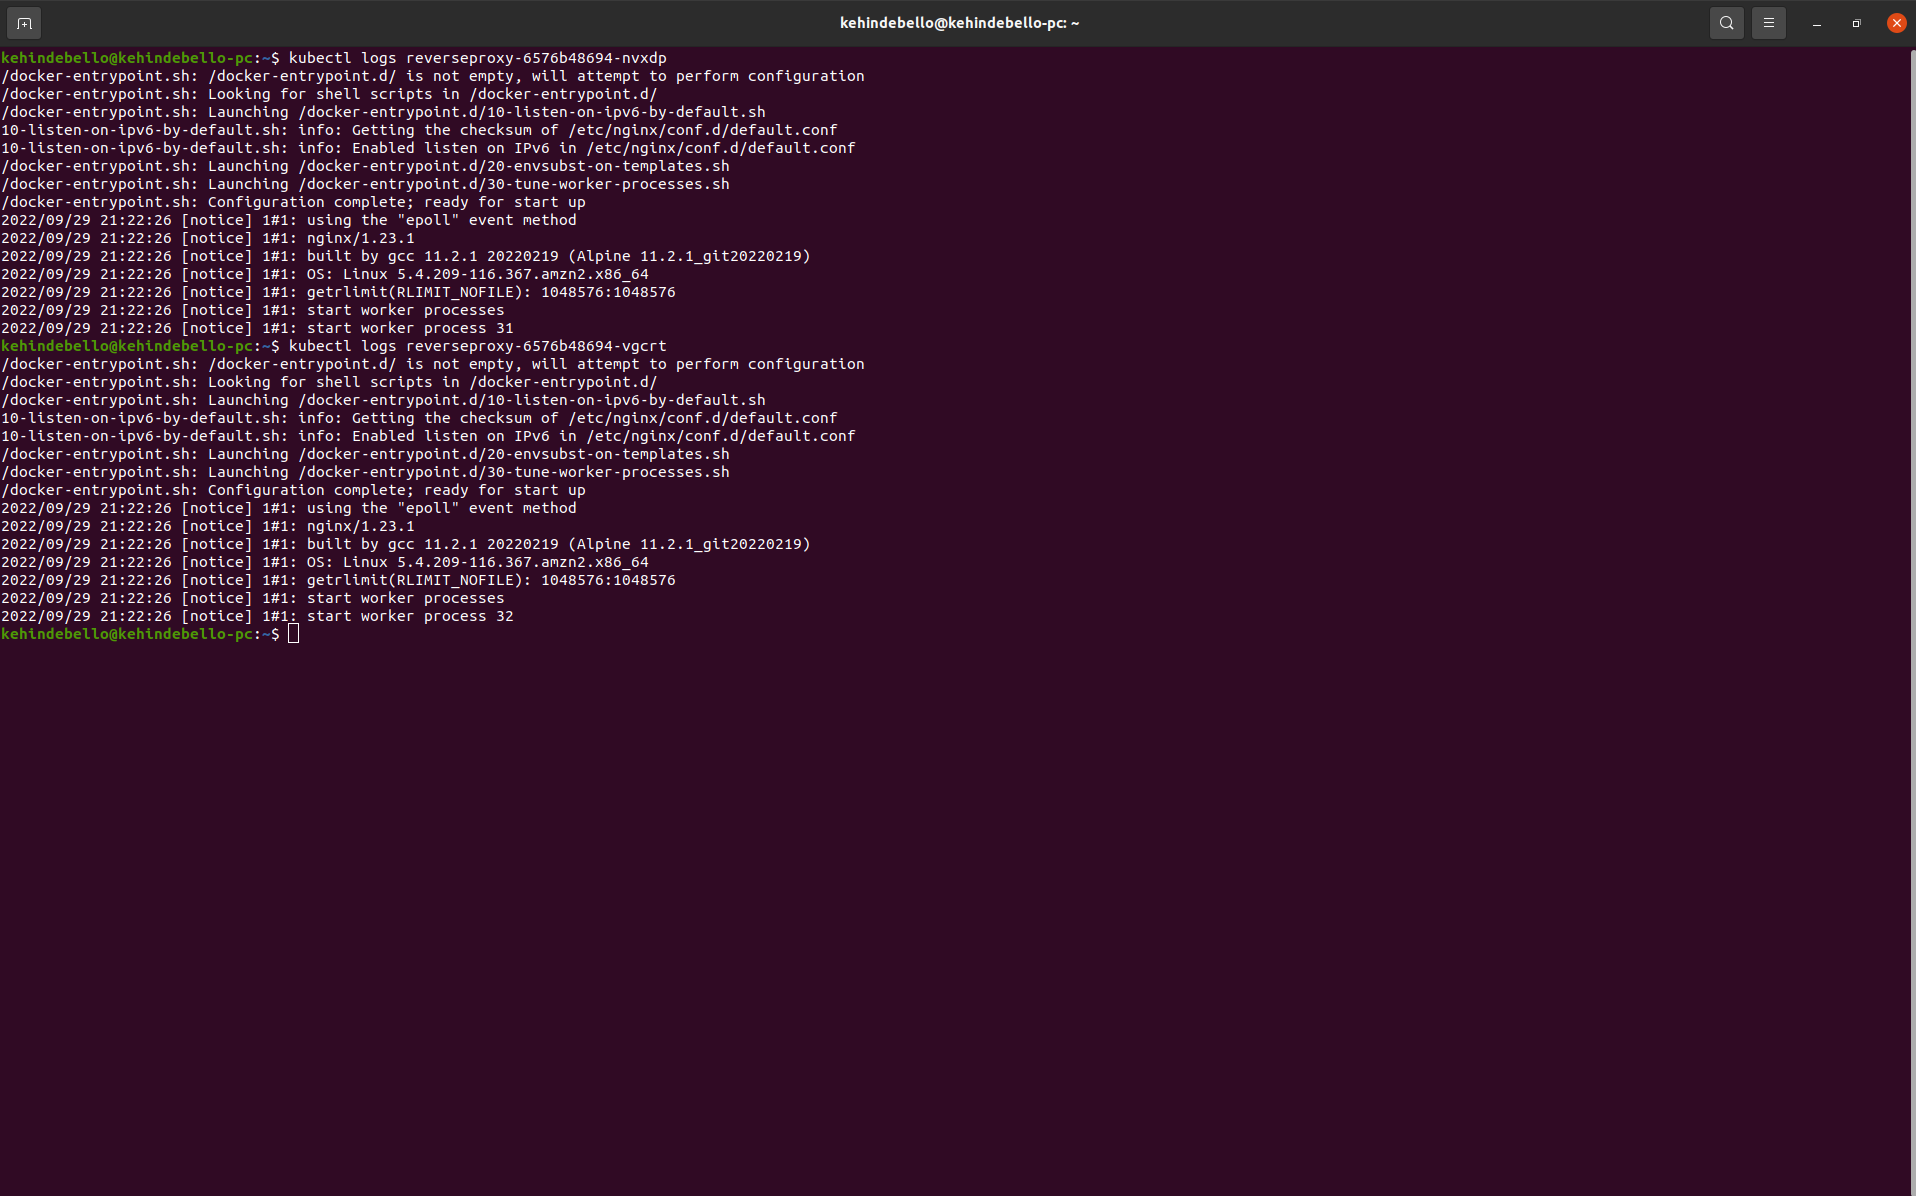 kehindebello@kehindebello-pc: ~
kehindebello@kehindebello-pc:~$ kubectl logs reverseproxy-6576b48694-nvxdp
/docker-entrypoint.sh: /docker-entrypoint.d/ is not empty, will attempt to perform configuration
/docker-entrypoint.sh: Looking for shell scripts in /docker-entrypoint.d/
/docker-entrypoint.sh: Launching /docker-entrypoint.d/10-listen-on-ipv6-by-default.sh
10-listen-on-ipv6-by-default.sh: info: Getting the checksum of /etc/nginx/conf.d/default.conf
10-listen-on-ipv6-by-default.sh: info: Enabled listen on IPv6 in /etc/nginx/conf.d/default.conf
/docker-entrypoint.sh: Launching /docker-entrypoint.d/20-envsubst-on-templates.sh
/docker-entrypoint.sh: Launching /docker-entrypoint.d/30-tune-worker-processes.sh
/docker-entrypoint.sh: Configuration complete; ready for start up
2022/09/29 21:22:26 [notice] 1#1: using the "epoll" event method
2022/09/29 21:22:26 [notice] 1#1: nginx/1.23.1
2022/09/29 21:22:26 [notice] 1#1: built by gcc 11.2.1 20220219 (Alpine 11.2.1_git20220219)
2022/09/29 21:22:26 [notice] 1#1: OS: Linux 5.4.209-116.367.amzn2.x86_64
2022/09/29 21:22:26 [notice] 1#1: getrlimit(RLIMIT_NOFILE): 1048576:1048576
2022/09/29 21:22:26 [notice] 1#1: start worker processes
2022/09/29 21:22:26 [notice] 1#1: start worker process 31
kehindebello@kehindebello-pc:~$ kubectl logs reverseproxy-6576b48694-vgcrt
/docker-entrypoint.sh: /docker-entrypoint.d/ is not empty, will attempt to perform configuration
/docker-entrypoint.sh: Looking for shell scripts in /docker-entrypoint.d/
/docker-entrypoint.sh: Launching /docker-entrypoint.d/10-listen-on-ipv6-by-default.sh
10-listen-on-ipv6-by-default.sh: info: Getting the checksum of /etc/nginx/conf.d/default.conf
10-listen-on-ipv6-by-default.sh: info: Enabled listen on IPv6 in /etc/nginx/conf.d/default.conf
/docker-entrypoint.sh: Launching /docker-entrypoint.d/20-envsubst-on-templates.sh
/docker-entrypoint.sh: Launching /docker-entrypoint.d/30-tune-worker-processes.sh
/docker-entrypoint.sh: Configuration complete; ready for start up
2022/09/29 21:22:26 [notice] 1#1: using the "epoll" event method
2022/09/29 21:22:26 [notice] 1#1: nginx/1.23.1
2022/09/29 21:22:26 [notice] 1#1: built by gcc 11.2.1 20220219 (Alpine 11.2.1_git20220219)
2022/09/29 21:22:26 [notice] 1#1: OS: Linux 5.4.209-116.367.amzn2.x86_64
2022/09/29 21:22:26 [notice] 1#1: getrlimit(RLIMIT_NOFILE): 1048576:1048576
2022/09/29 21:22:26 [notice] 1#1: start worker processes
2022/09/29 21:22:26 [notice] 1#1: start worker process 32
kehindebello@kehindebello-pc:~$